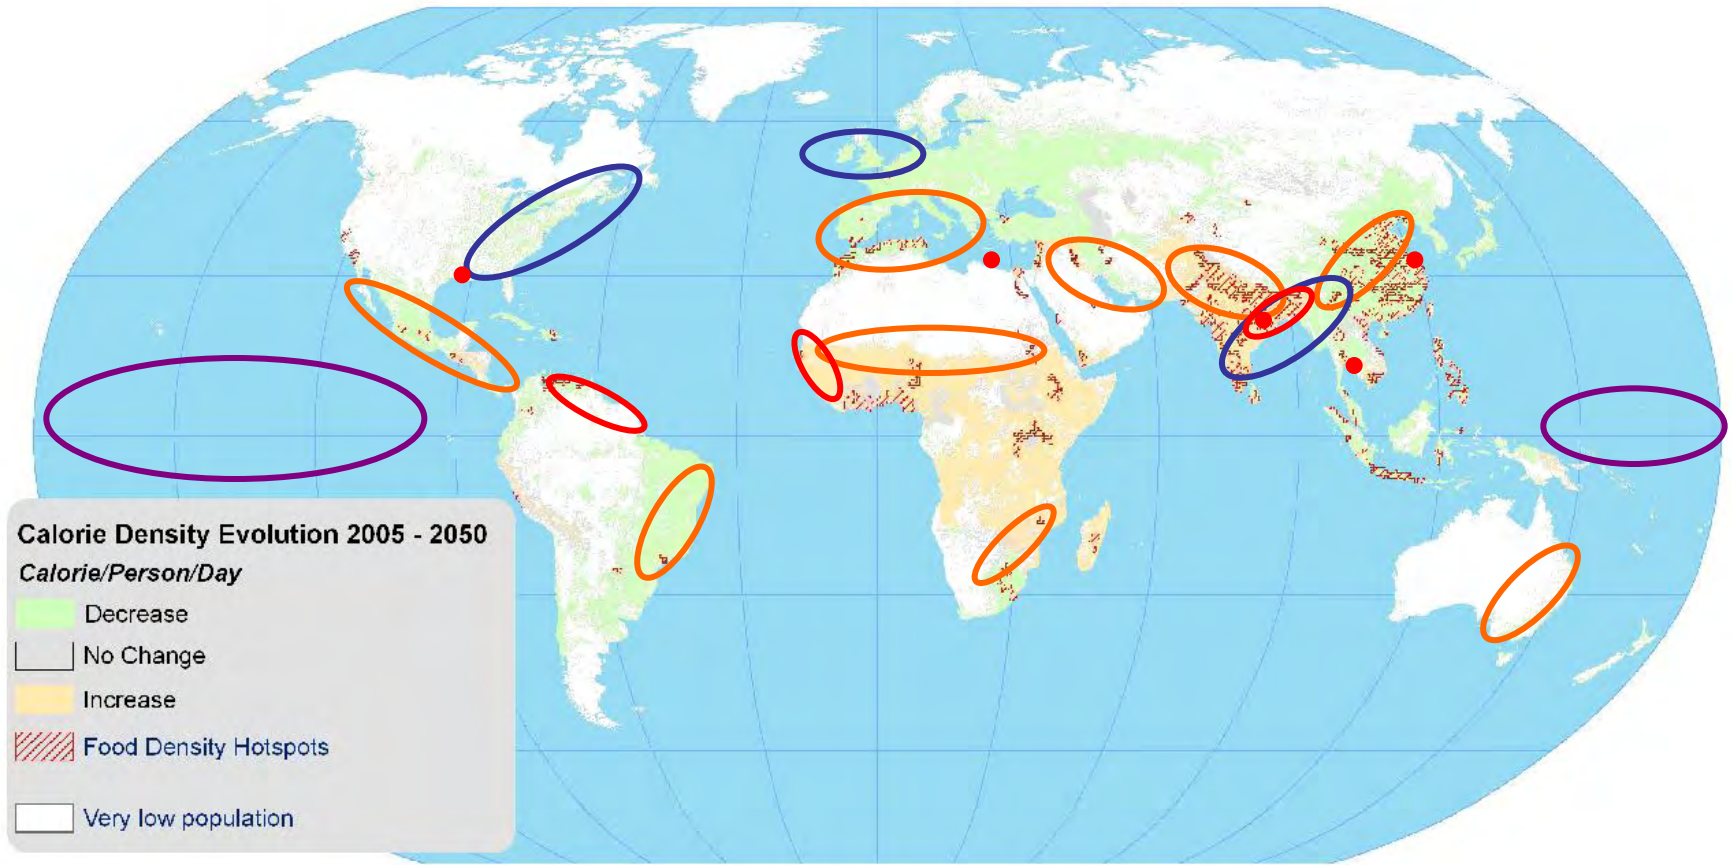 Calorie Density Evolution 2005 - 2050
Calorie/Person/Day
Decrease
No Change
Increase
Food Density Hotspots
Very low population